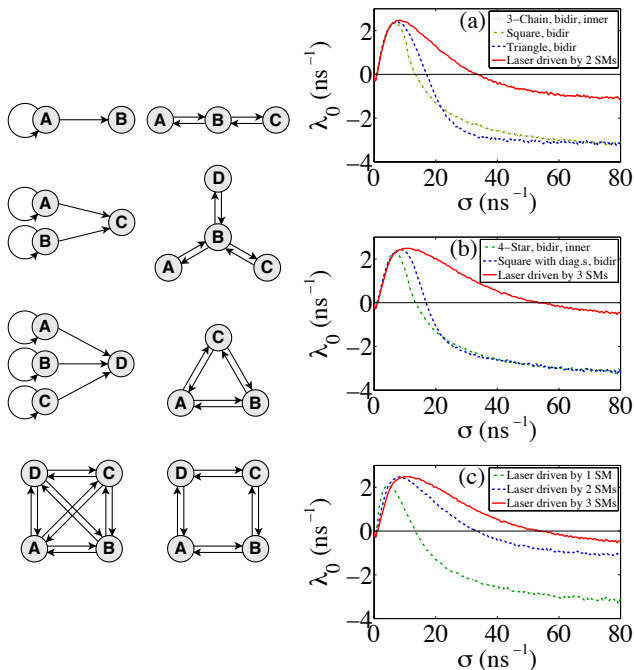 A
B
A
B
C
A
B
C
D
B
A
C
A
B
C
D
C
A
B
D
C
A
B
D
C
A
B
(a)
3−Chain, bidir, inner
Square, bidir
Triangle, bidir
Laser driven by 2 SMs
λ₀ (ns⁻¹)
2
0
−2
−4
0 20 40 60 80
σ (ns⁻¹)
(b)
4−Star, bidir, inner
Square with diag.s, bidir
Laser driven by 3 SMs
λ₀ (ns⁻¹)
2
0
−2
−4
0 20 40 60 80
σ (ns⁻¹)
(c)
Laser driven by 1 SM
Laser driven by 2 SMs
Laser driven by 3 SMs
λ₀ (ns⁻¹)
2
0
−2
−4
0 20 40 60 80
σ (ns⁻¹)